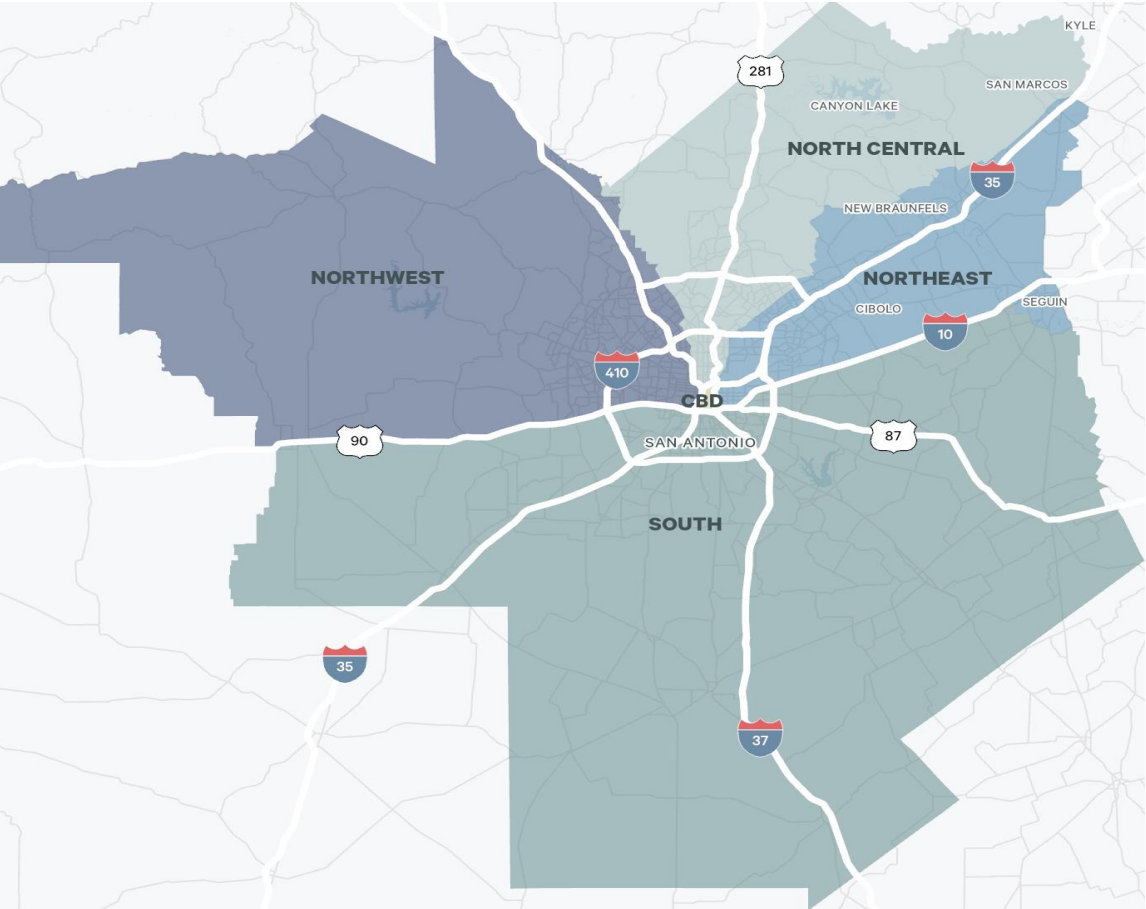 KYLE
281
SAN MARCOS
CANYON LAKE
NORTH CENTRAL
35
NEW BRAUNFELS
NORTHWEST
NORTHEAST
SEGUIN
CIBOLO
10
410
CBD
90
87
SAN ANTONIO
SOUTH
35
37